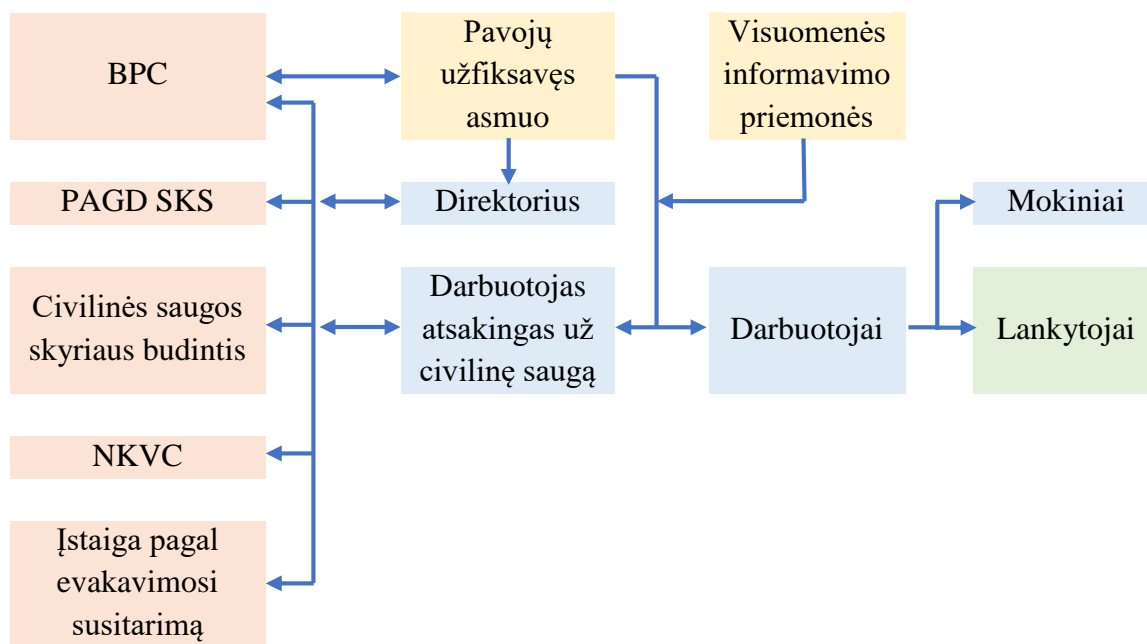 BPC
Pavojų
užfiksavęs
asmuo
Visuomenės
informavimo
priemonės
PAGD SKS
Direktorius
Mokiniai
Civilinės saugos
skyriaus budintis
Darbuotojas
atsakingas už
civilinę saugą
Darbuotojai
Lankytojai
NKVC
Įstaiga pagal
evakavimosi
susitarimą